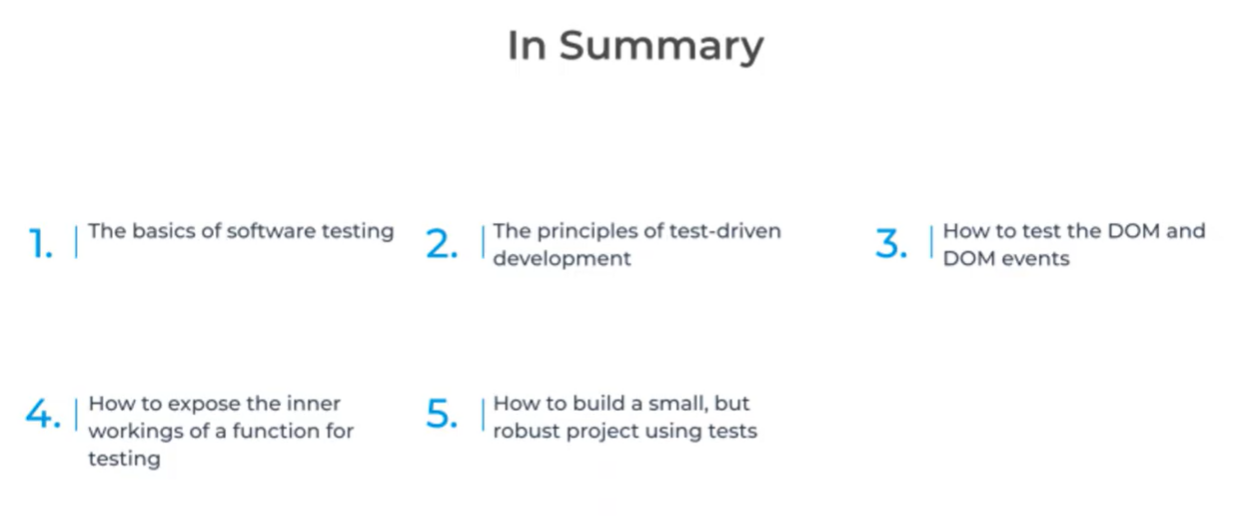 In Summary
1. The basics of software testing
2. The principles of test-driven
development
3. How to test the DOM and
DOM events
4. How to expose the inner
workings of a function for
testing
5. How to build a small, but
robust project using tests